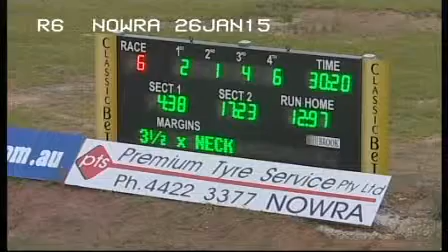 R6 NOWRA 26JAN15
RACE 1st 2nd 3rd 4th TIME
6 2 1 4 6 30.20
SECT 1 SECT 2 RUN HOME
4.38 17.23 12.97
MARGINS
3½ x NECK
CLASSIC BET
CLASSIC BET
om.au
pts Premium Tyre Service Pty Ltd
Ph. 4422 3377 NOWRA